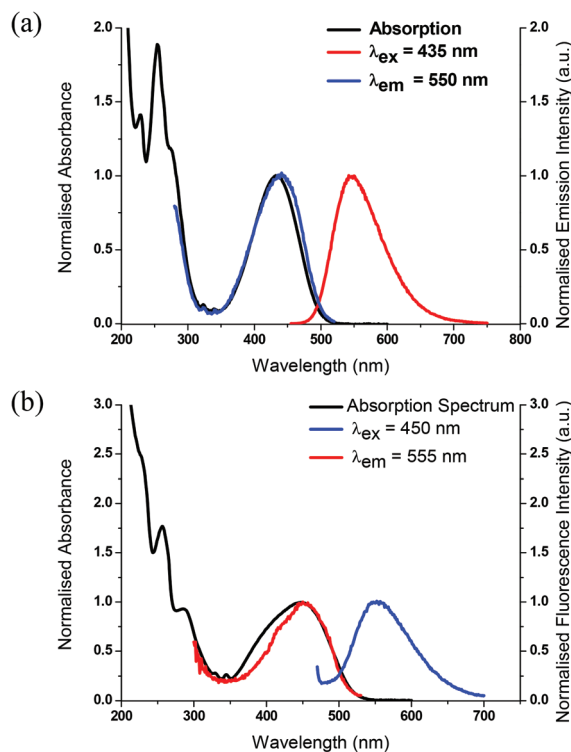 (a)
Absorption
λex = 435 nm
λem = 550 nm
Normalised Absorbance
Normalised Emission Intensity (a.u.)
2.0
1.5
1.0
0.5
0.0
2.0
1.5
1.0
0.5
0.0
200 300 400 500 600 700 800
Wavelength (nm)
(b)
Absorption Spectrum
λex = 450 nm
λem = 555 nm
Normalised Absorbance
Normalised Fluorescence Intensity (a.u.)
3.0
2.5
2.0
1.5
1.0
0.5
0.0
3.0
2.5
2.0
1.5
1.0
0.5
0.0
200 300 400 500 600 700
Wavelength (nm)